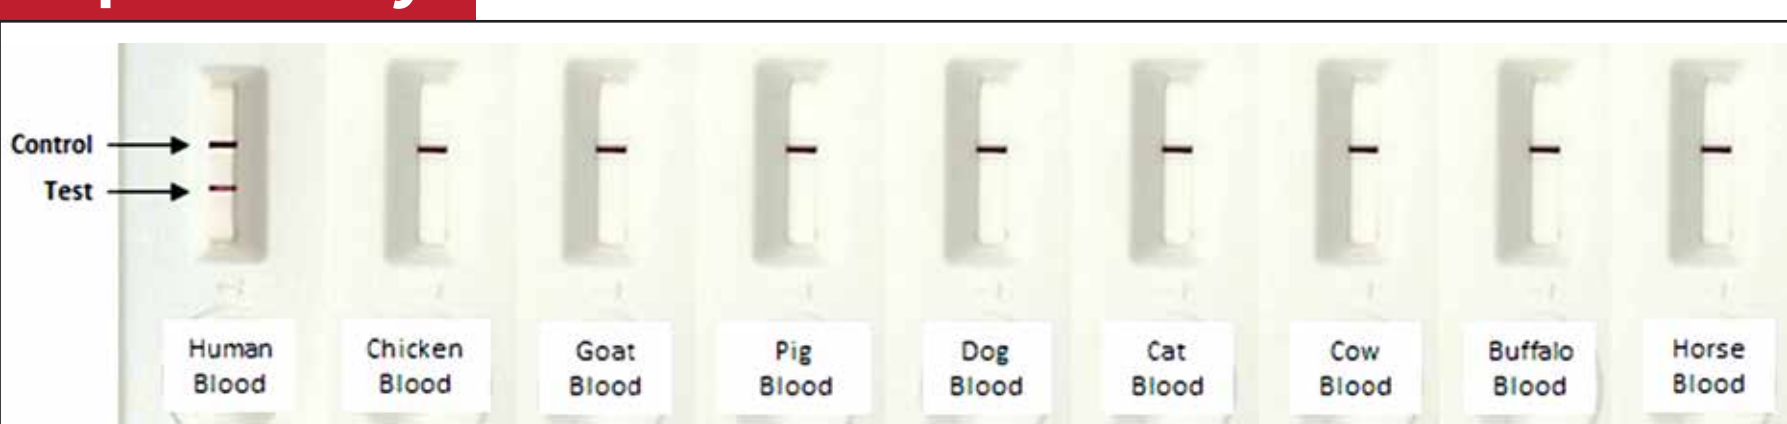 Control
Test
Human
Blood
Chicken
Blood
Goat
Blood
Pig
Blood
Dog
Blood
Cat
Blood
Cow
Blood
Buffalo
Blood
Horse
Blood